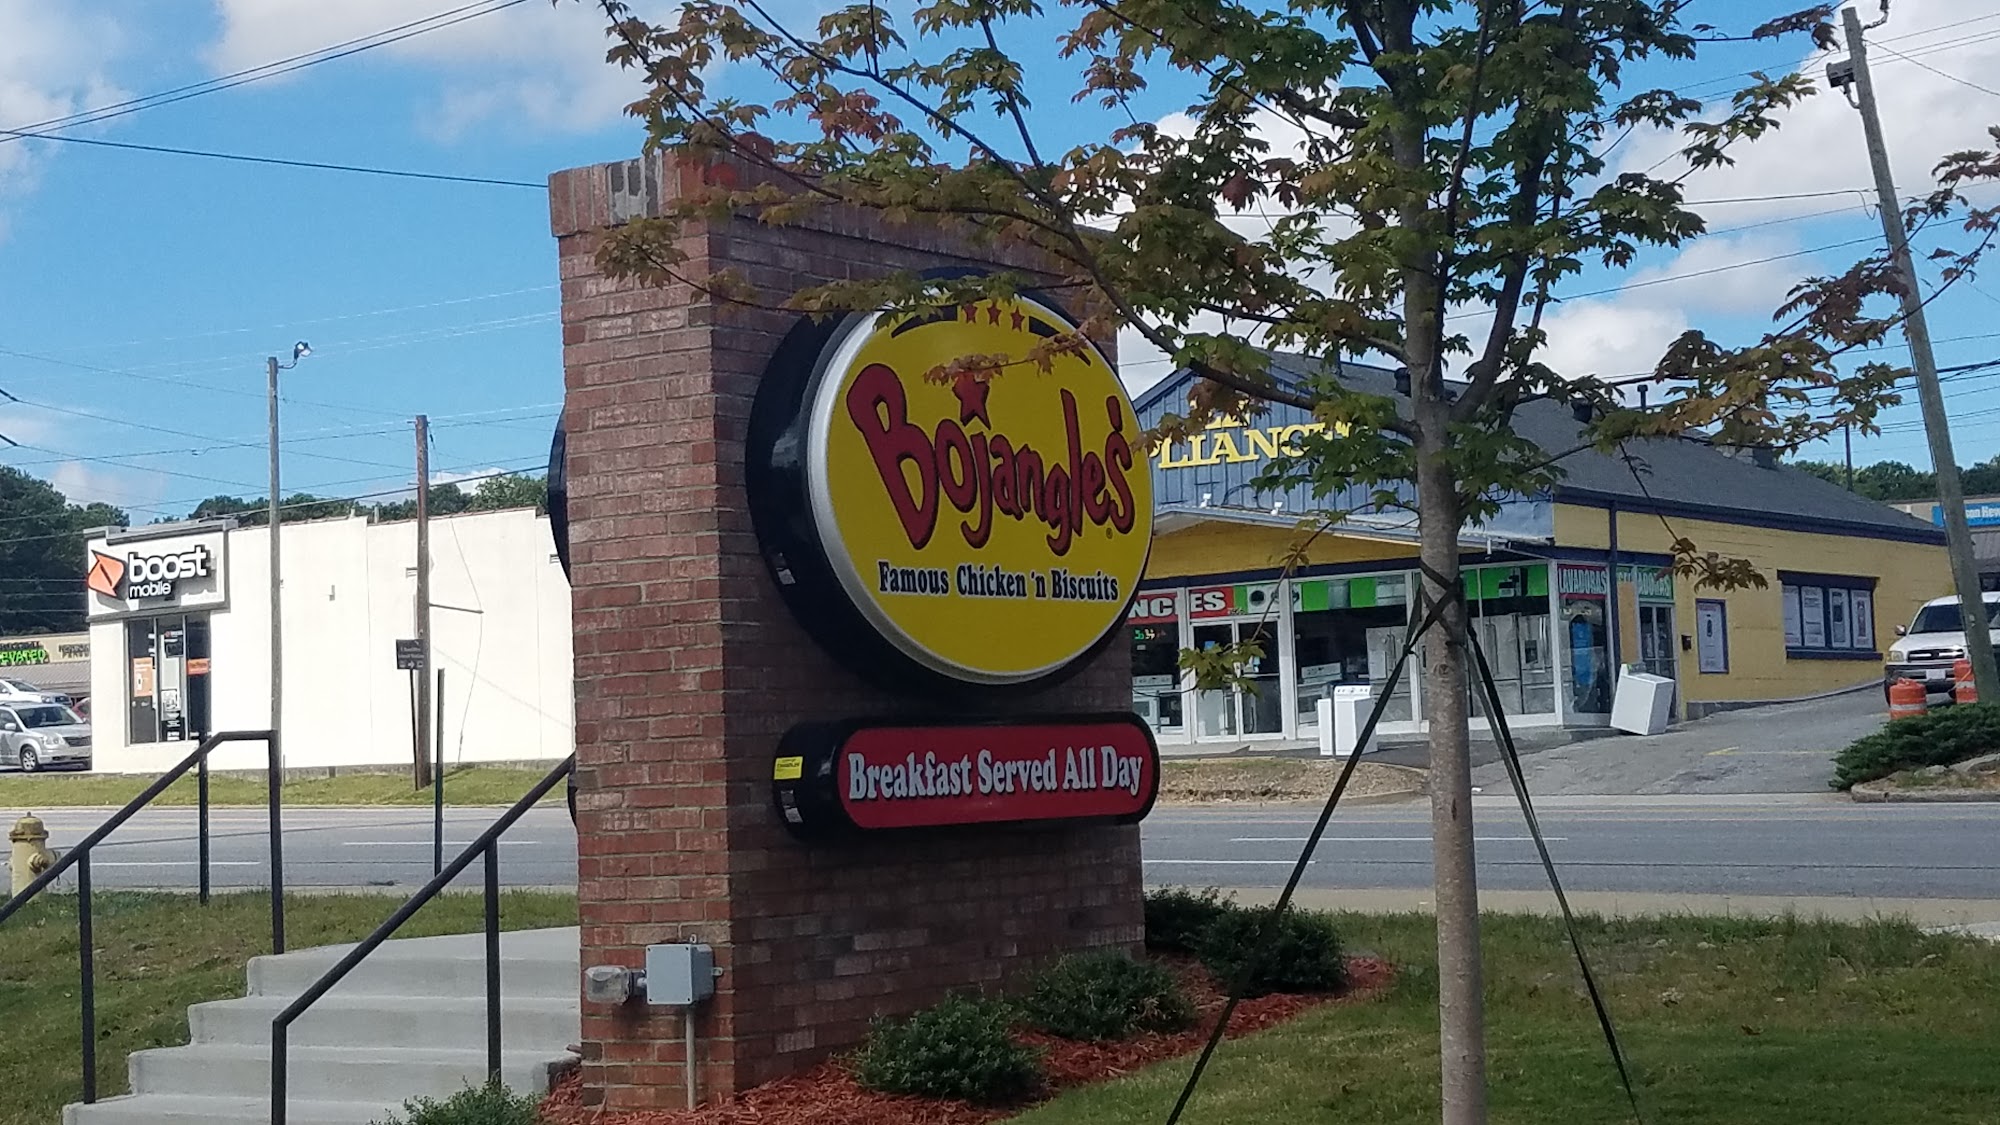 Bojangles'
Famous Chicken 'n Biscuits
Breakfast Served All Day
boost
mobile
LAVADORAS